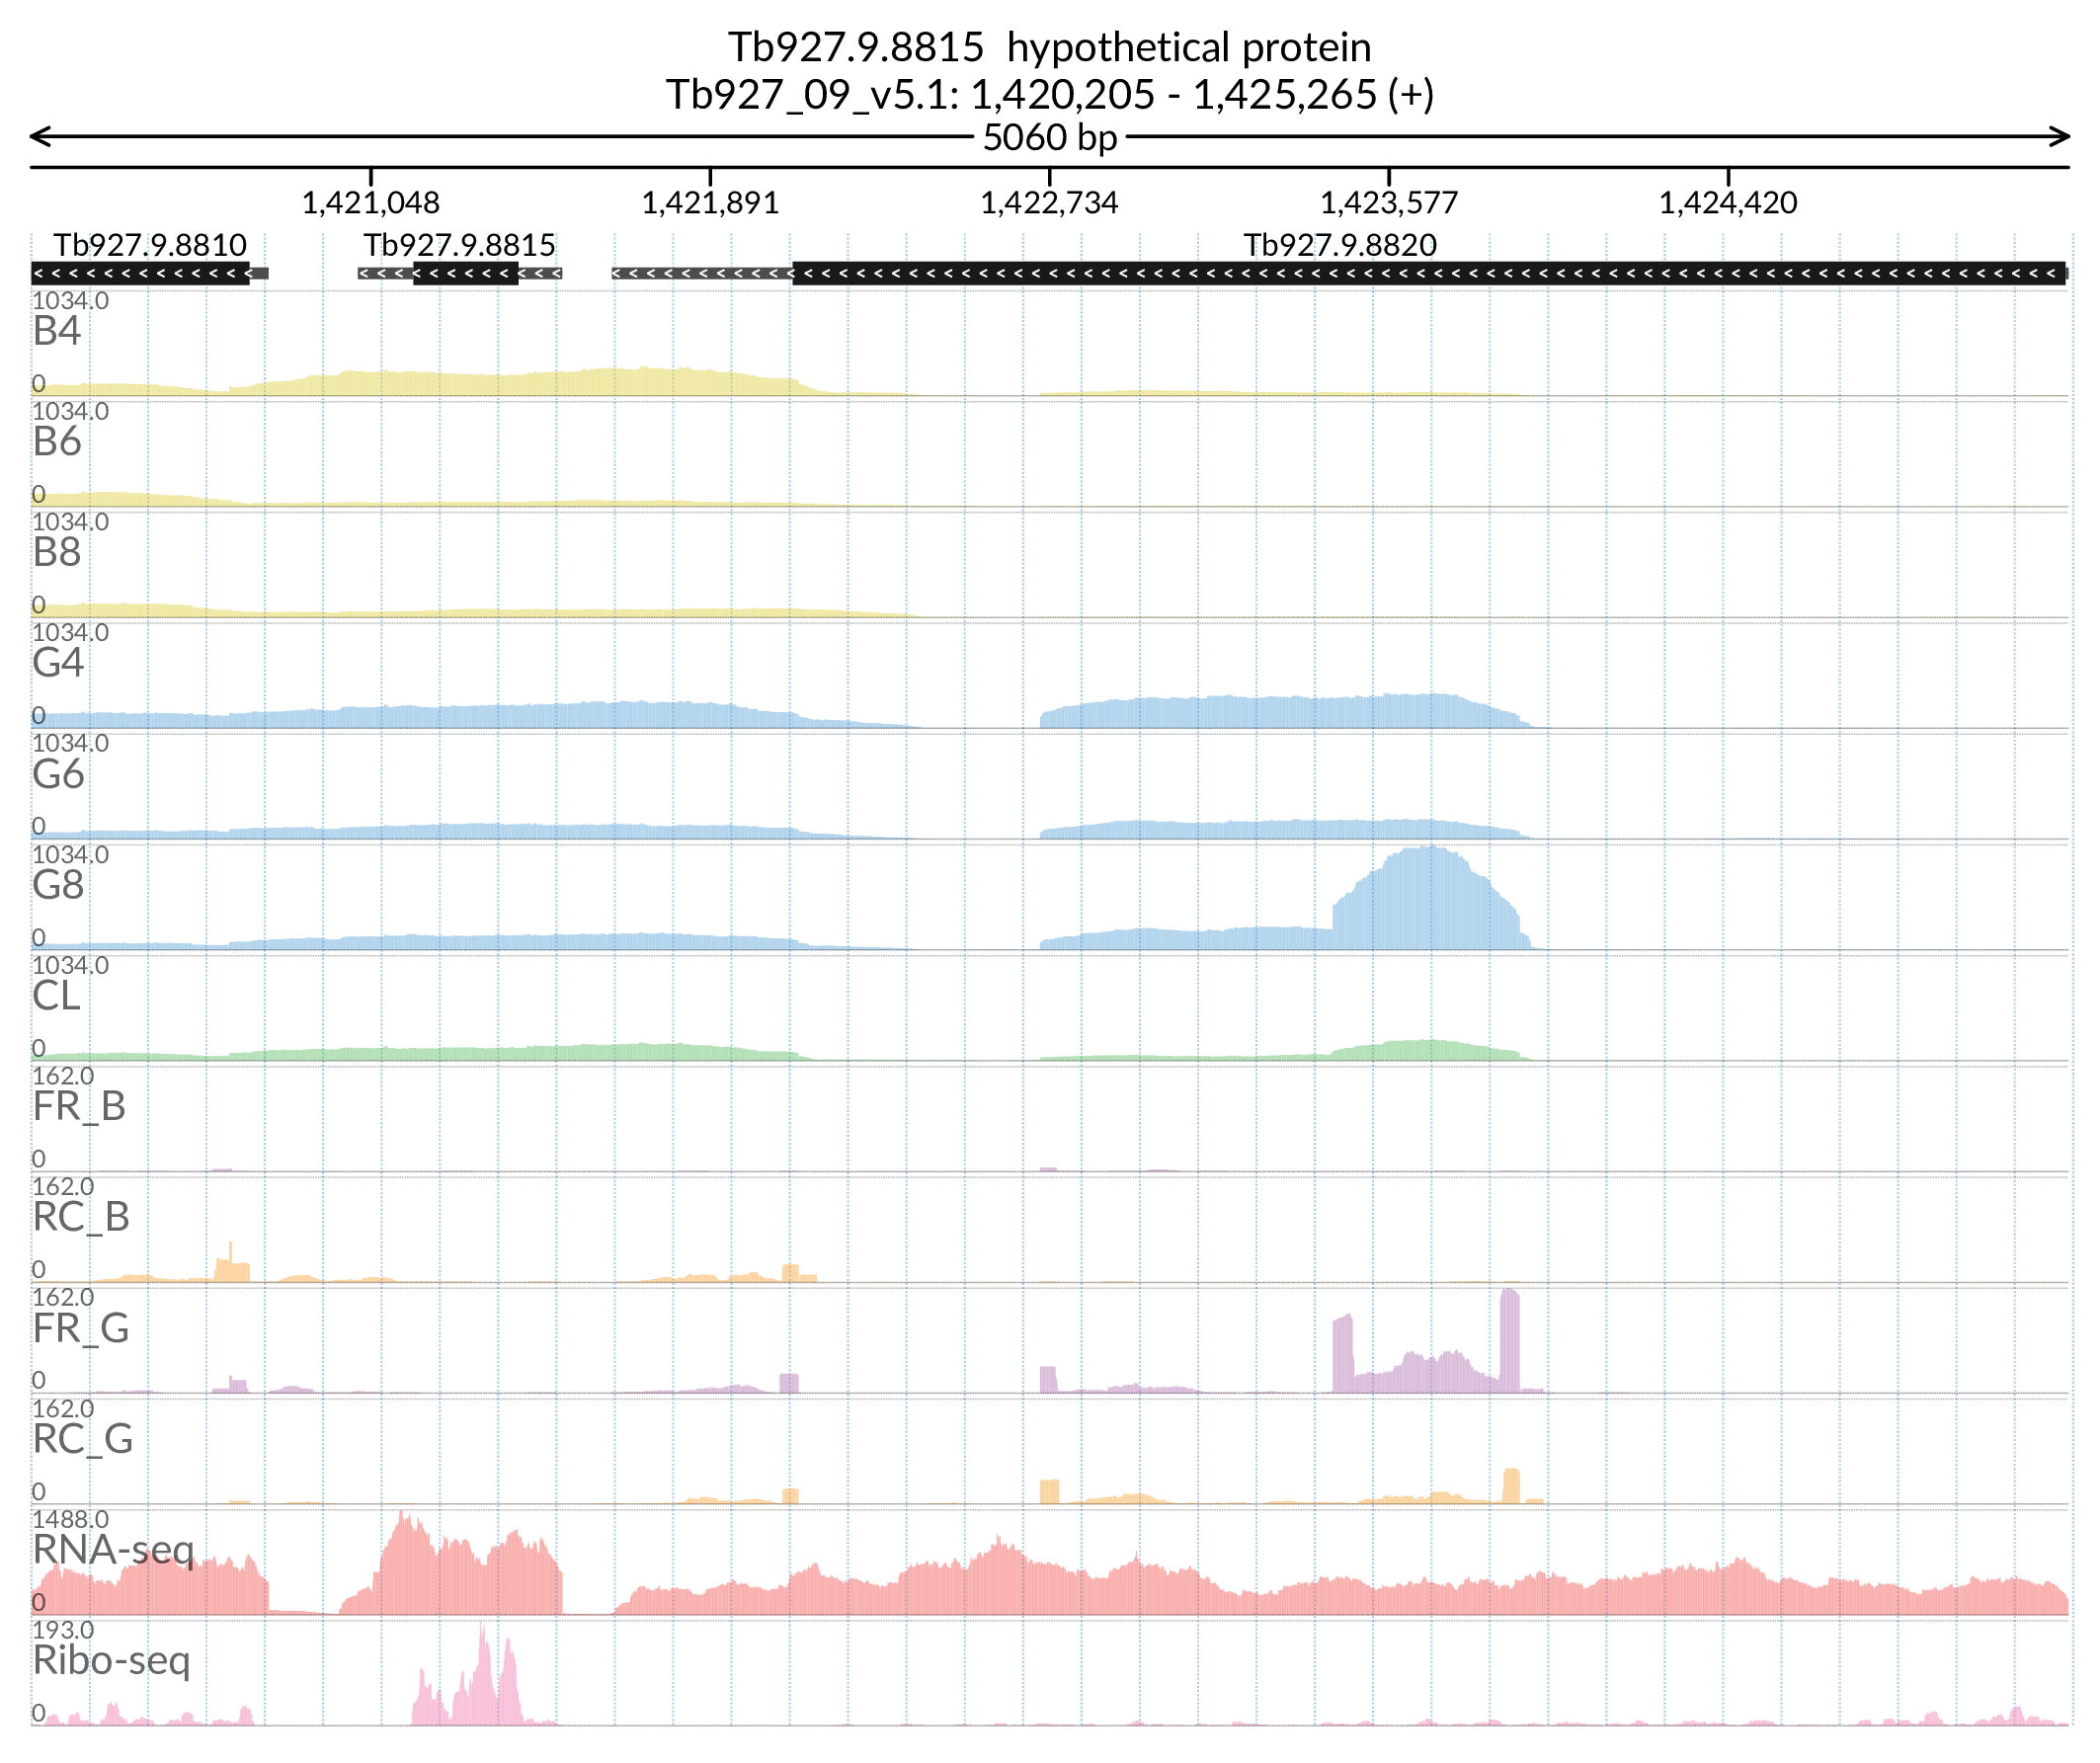 Tb927.9.8815 hypothetical protein
Tb927_09_v5.1: 1,420,205 - 1,425,265 (+)
5060 bp
1,421,048 1,421,891 1,422,734 1,423,577 1,424,420
Tb927.9.8810 Tb927.9.8815 Tb927.9.8820
1034.0
B4
0
1034.0
B6
0
1034.0
B8
0
1034.0
G4
0
1034.0
G6
0
1034.0
G8
0
1034.0
CL
0
162.0
FR_B
0
162.0
RC_B
0
162.0
FR_G
0
162.0
RC_G
0
1488.0
RNA-seq
0
193.0
Ribo-seq
0